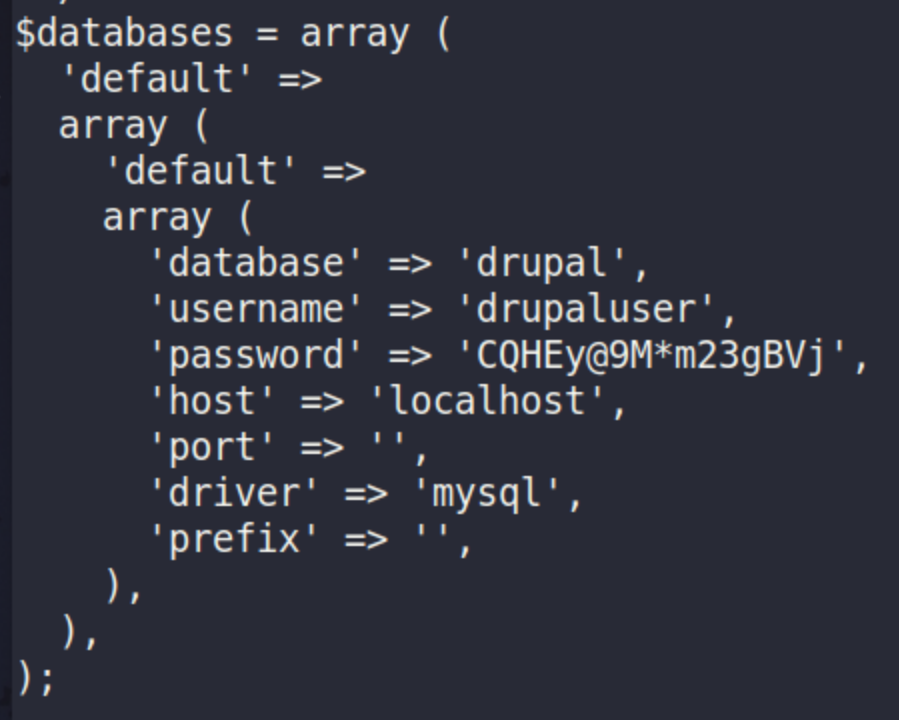 $databases = array (
  'default' =>
  array (
    'default' =>
    array (
      'database' => 'drupal',
      'username' => 'drupaluser',
      'password' => 'CQHEy@9M*m23gBVj',
      'host' => 'localhost',
      'port' => '',
      'driver' => 'mysql',
      'prefix' => '',
    ),
  ),
);